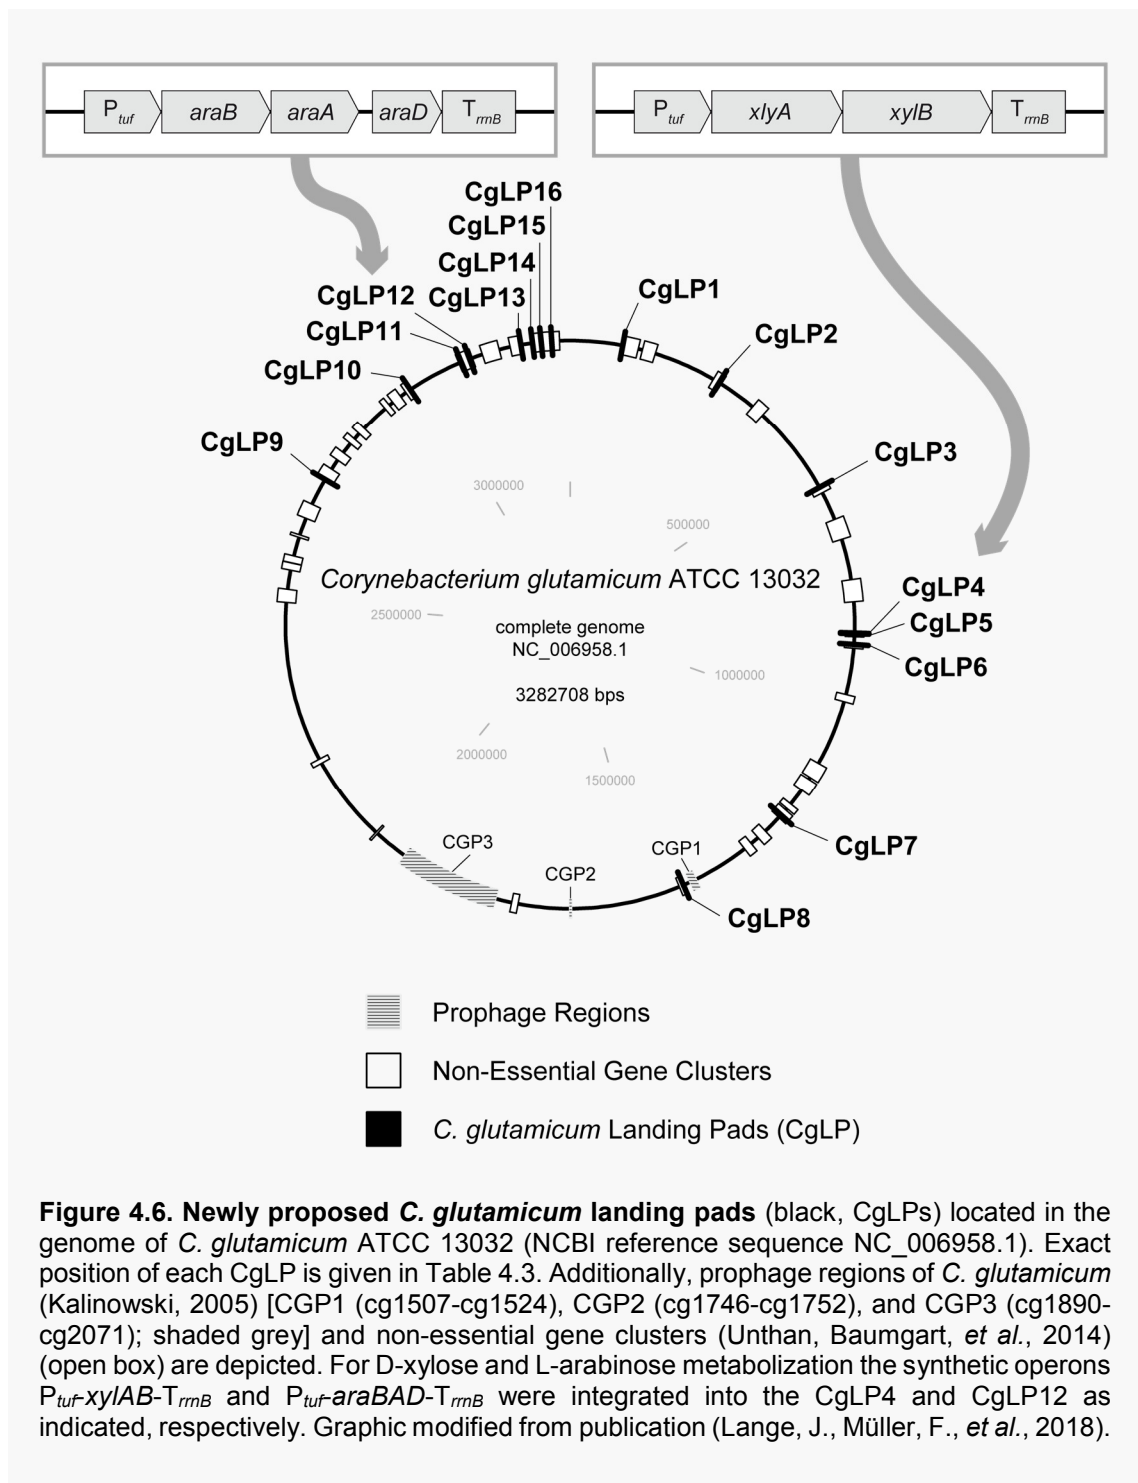 Ptuf araB araA araD TrrnB
Ptuf xlyA xylB TrrnB
CgLP16
CgLP15
CgLP14
CgLP13
CgLP12
CgLP11
CgLP10
CgLP9
CgLP1
CgLP2
CgLP3
CgLP4
CgLP5
CgLP6
CgLP7
CgLP8
3000000
500000
Corynebacterium glutamicum ATCC 13032
2500000
complete genome
NC_006958.1
1000000
3282708 bps
2000000
1500000
CGP3
CGP2
CGP1
Prophage Regions
Non-Essential Gene Clusters
C. glutamicum Landing Pads (CgLP)
Figure 4.6. Newly proposed C. glutamicum landing pads (black, CgLPs) located in the
genome of C. glutamicum ATCC 13032 (NCBI reference sequence NC_006958.1). Exact
position of each CgLP is given in Table 4.3. Additionally, prophage regions of C. glutamicum
(Kalinowski, 2005) [CGP1 (cg1507-cg1524), CGP2 (cg1746-cg1752), and CGP3 (cg1890-
cg2071); shaded grey] and non-essential gene clusters (Unthan, Baumgart, et al., 2014)
(open box) are depicted. For D-xylose and L-arabinose metabolization the synthetic operons
Ptuf-xylAB-TrrnB and Ptuf-araBAD-TrrnB were integrated into the CgLP4 and CgLP12 as
indicated, respectively. Graphic modified from publication (Lange, J., Müller, F., et al., 2018).